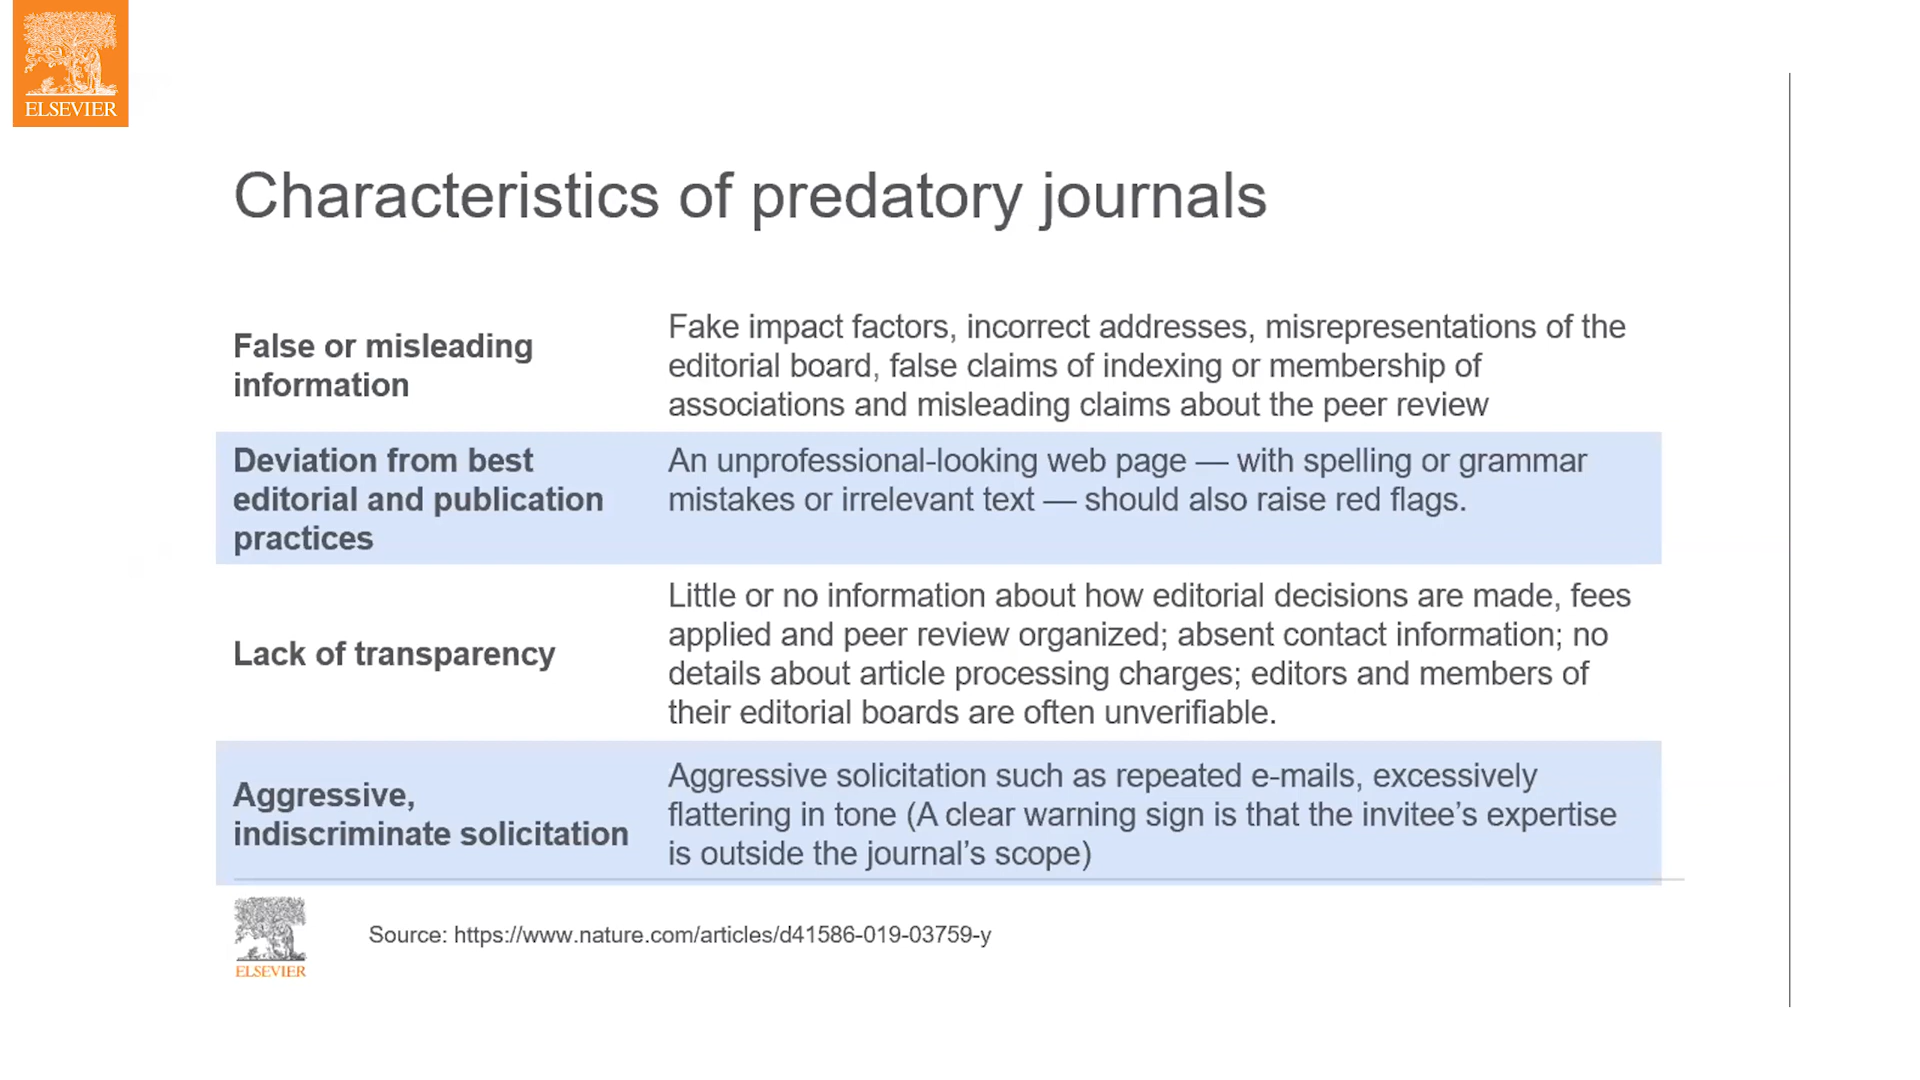 ELSEVIER
Characteristics of predatory journals
False or misleading
information
Fake impact factors, incorrect addresses, misrepresentations of the
editorial board, false claims of indexing or membership of
associations and misleading claims about the peer review
Deviation from best
editorial and publication
practices
An unprofessional-looking web page — with spelling or grammar
mistakes or irrelevant text — should also raise red flags.
Lack of transparency
Little or no information about how editorial decisions are made, fees
applied and peer review organized; absent contact information; no
details about article processing charges; editors and members of
their editorial boards are often unverifiable.
Aggressive,
indiscriminate solicitation
Aggressive solicitation such as repeated e-mails, excessively
flattering in tone (A clear warning sign is that the invitee’s expertise
is outside the journal’s scope)
ELSEVIER
Source: https://www.nature.com/articles/d41586-019-03759-y